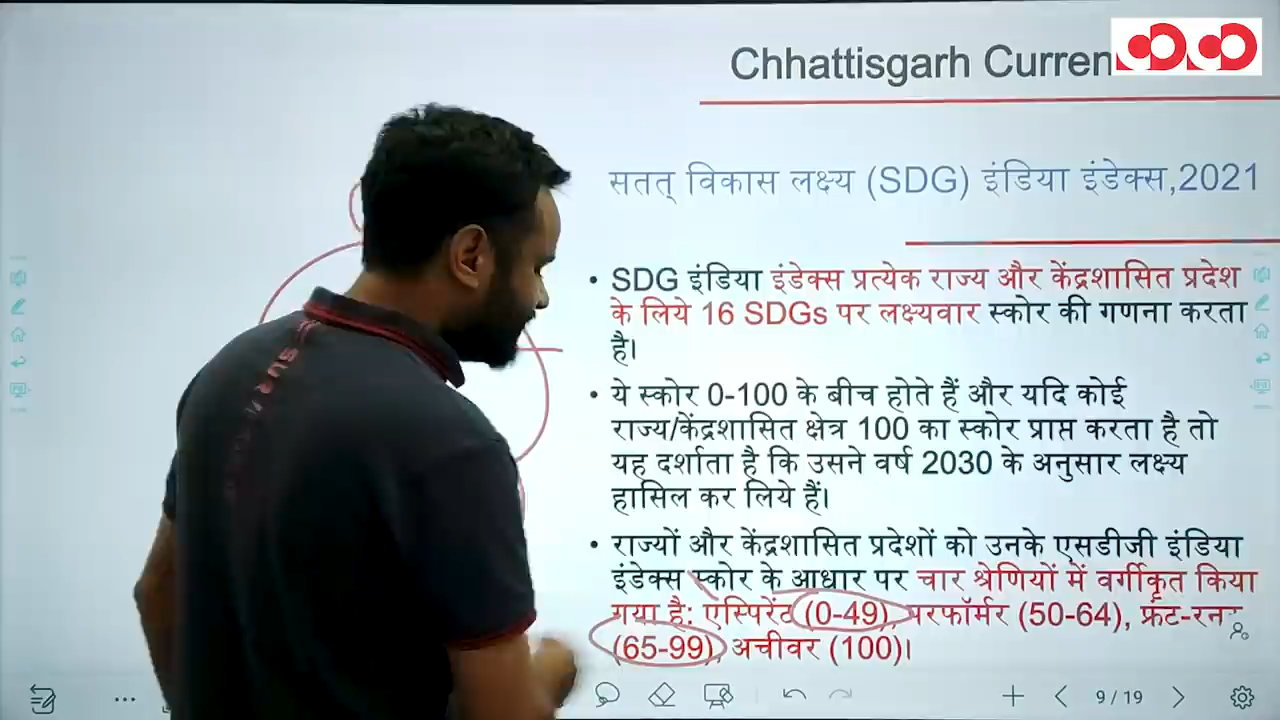 Chhattisgarh Curren
सतत् विकास लक्ष्य (SDG) इंडिया इंडेक्स,2021
• SDG इंडिया इंडेक्स प्रत्येक राज्य और केंद्रशासित प्रदेश
के लिये 16 SDGs पर लक्ष्यवार स्कोर की गणना करता
है।
• ये स्कोर 0-100 के बीच होते हैं और यदि कोई
राज्य/केंद्रशासित क्षेत्र 100 का स्कोर प्राप्त करता है तो
यह दर्शाता है कि उसने वर्ष 2030 के अनुसार लक्ष्य
हासिल कर लिये हैं।
• राज्यों और केंद्रशासित प्रदेशों को उनके एसडीजी इंडिया
इंडेक्स स्कोर के आधार पर चार श्रेणियों में वर्गीकृत किया
गया है: एस्पिरेंट (0-49), परफॉर्मर (50-64), फ्रंट-रन
(65-99), अचीवर (100)।
9 / 19